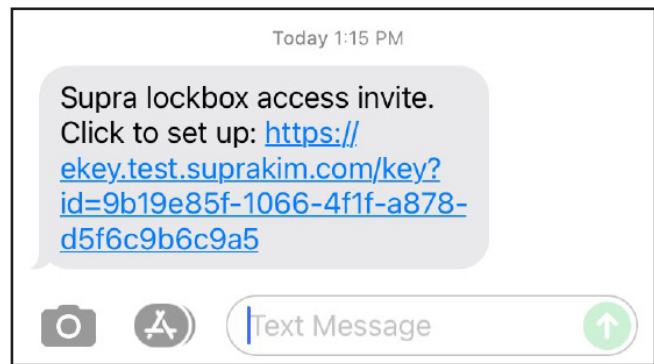 Today 1:15 PM
Supra lockbox access invite.
Click to set up: https://
ekey.test.suprakim.com/key?
id=9b19e85f-1066-4f1f-a878-
d5f6c9b6c9a5
Text Message